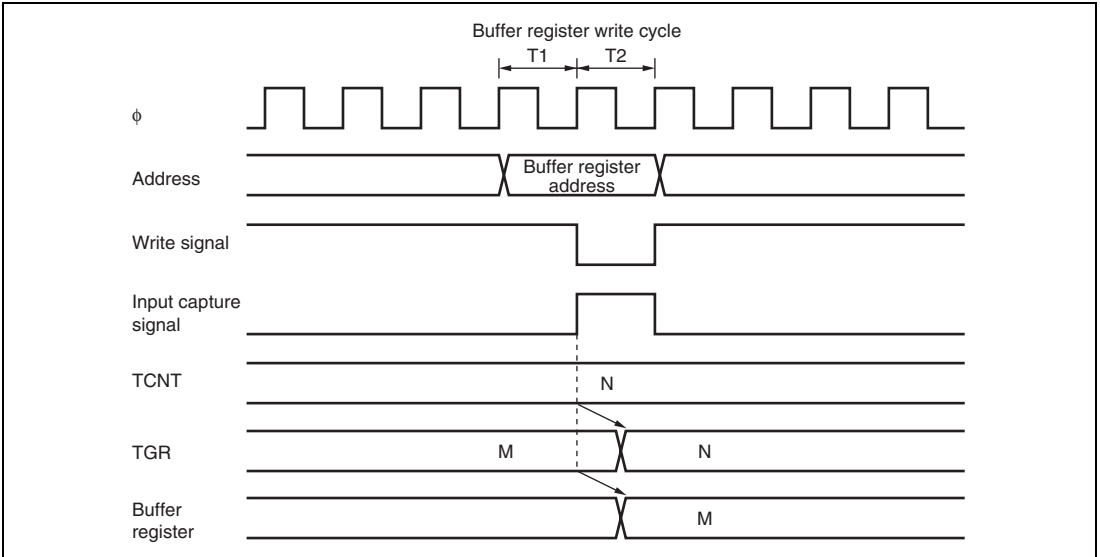 Buffer register write cycle
T1 T2
ϕ
Address
Buffer register
address
Write signal
Input capture
signal
TCNT
N
TGR
M N
Buffer
register
M